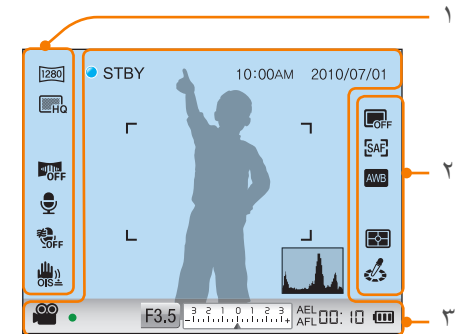 ١
1280
STBY 10:00AM 2010/07/01
HQ
OFF
SAF
٢
OFF
AWB
OFF
OIS
F3.5 3 2 1 0 1 2 3 AEL 00:10
AFL
٣